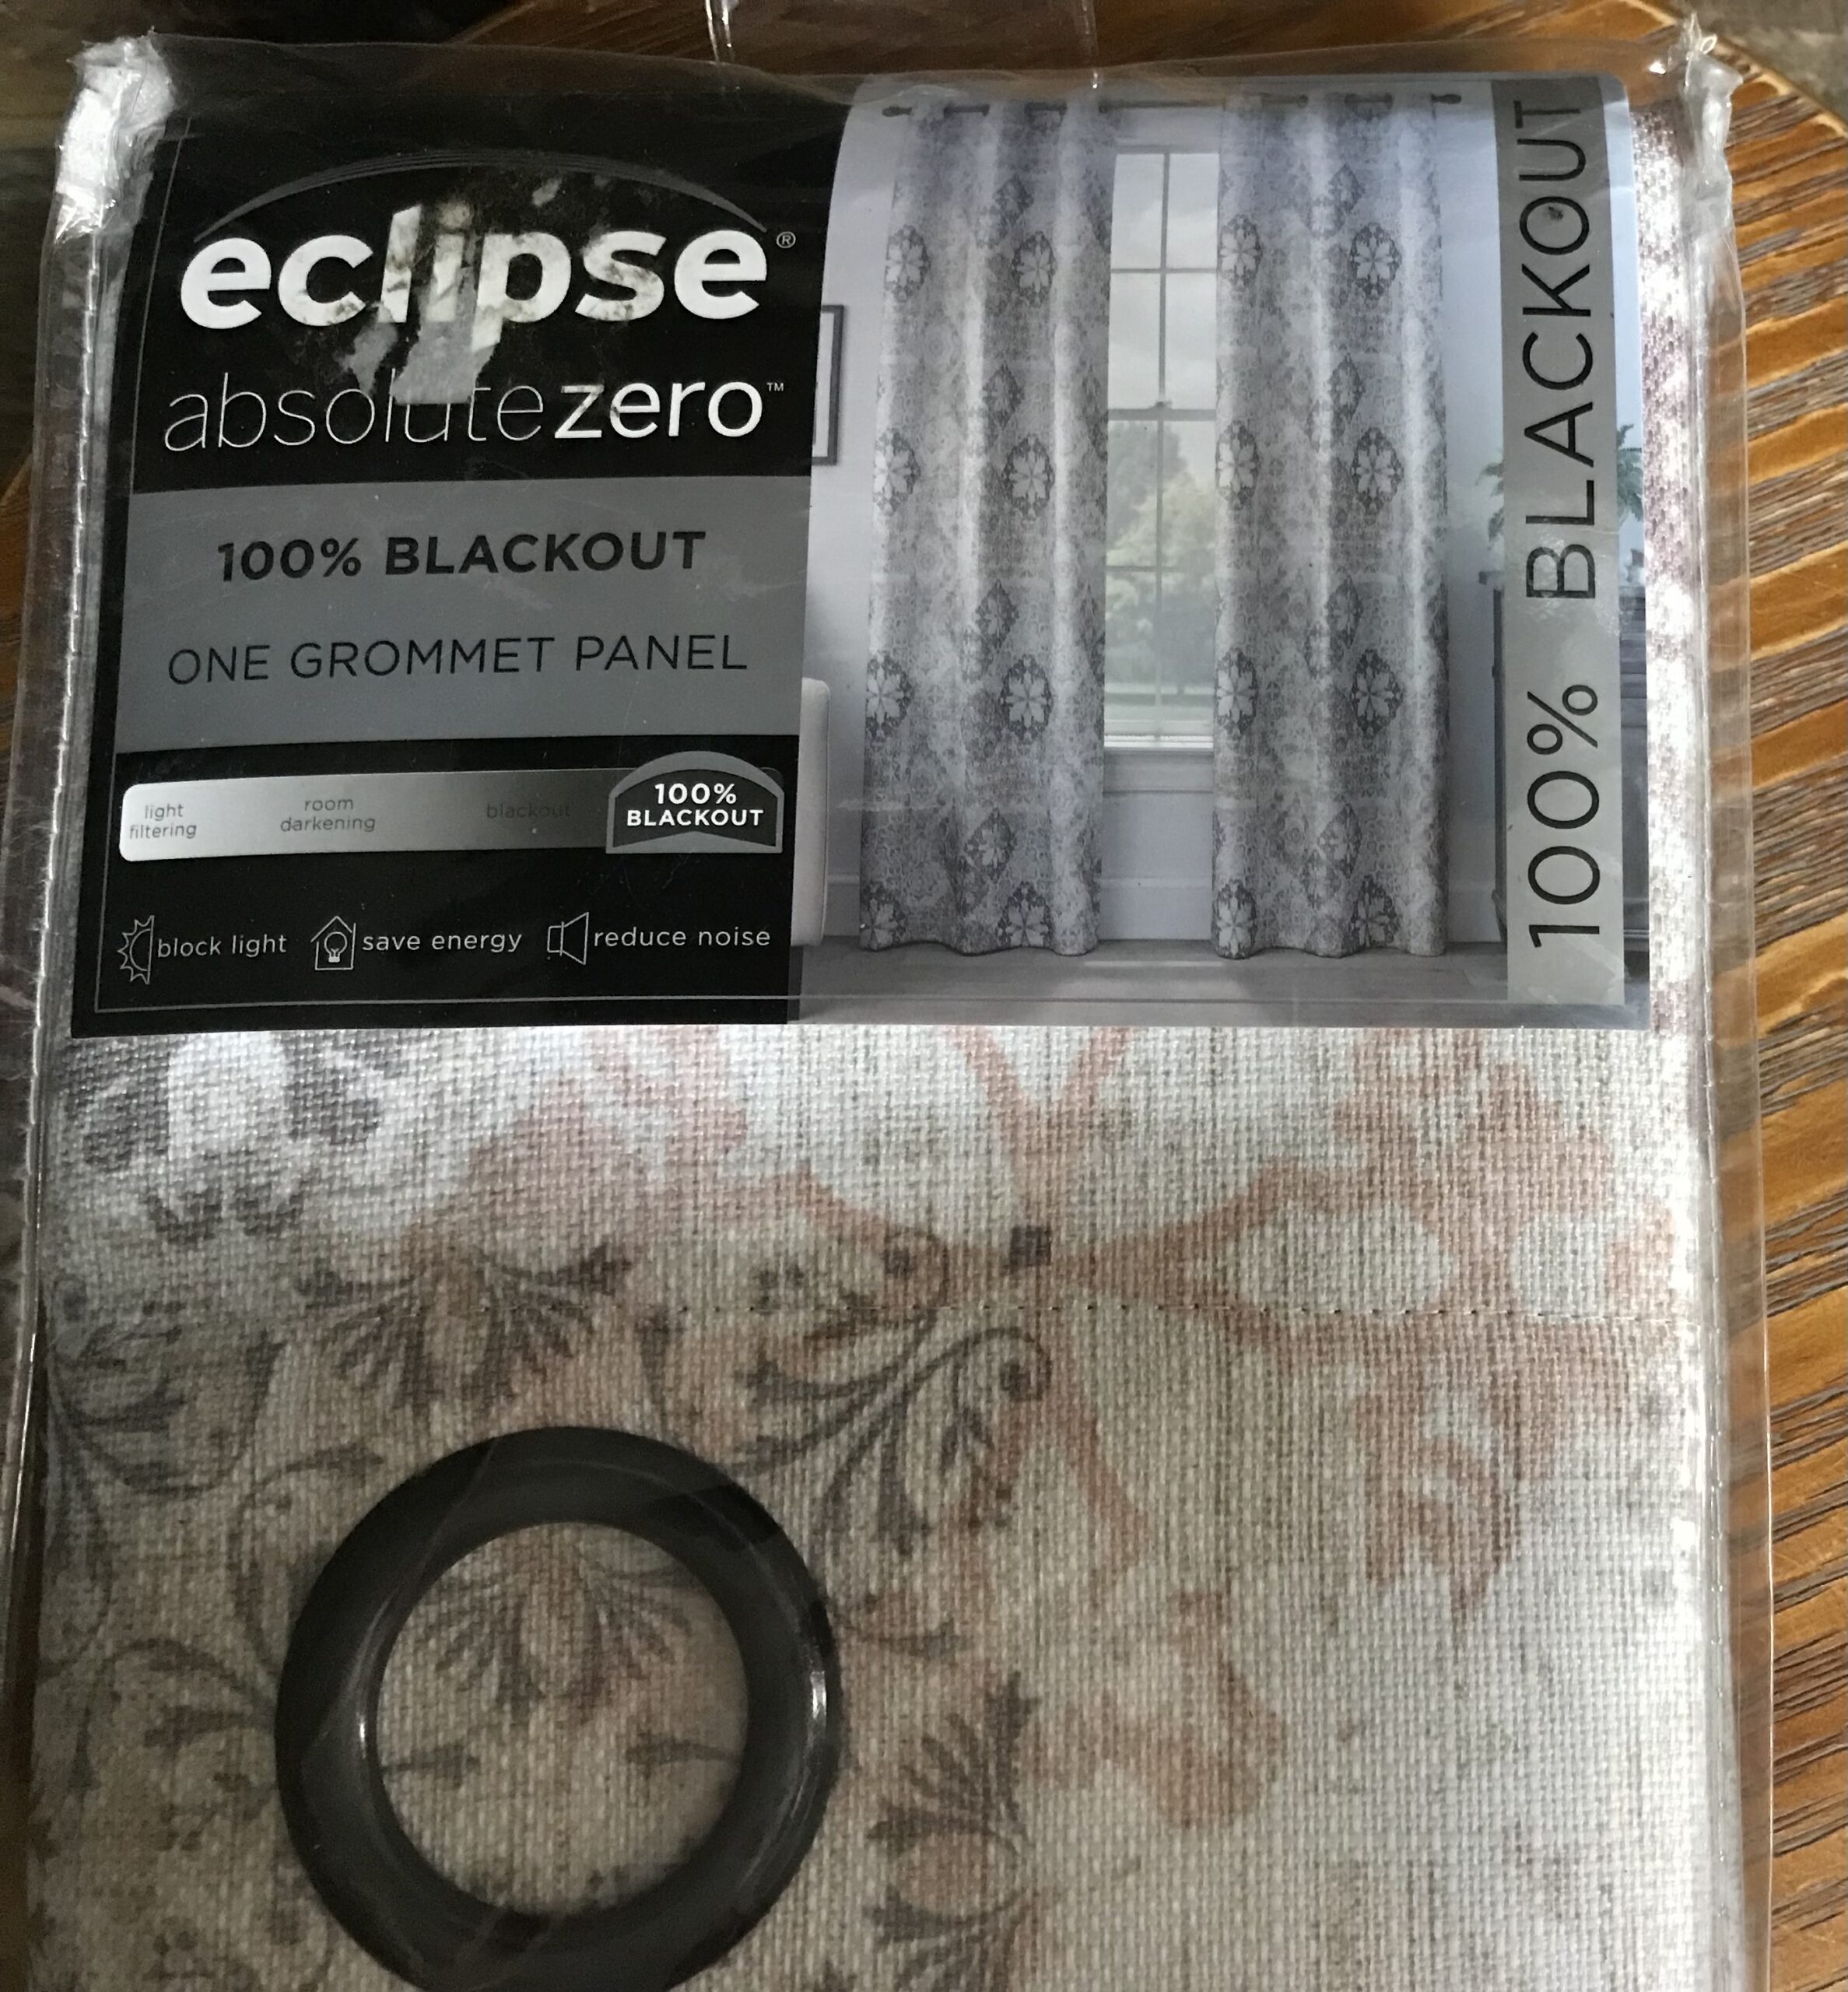 eclipse®
absolutezero™
100% BLACKOUT
ONE GROMMET PANEL
light filtering
room darkening
blackout
100%
BLACKOUT
block light
save energy
reduce noise
100% BLACKOUT